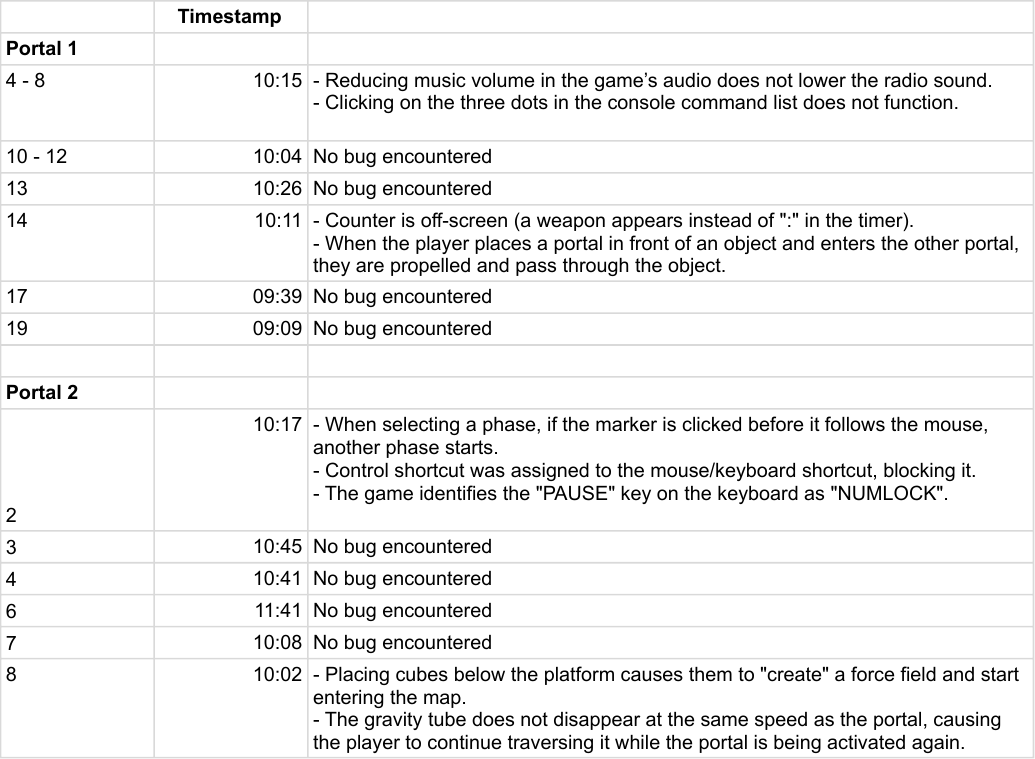 Timestamp
Portal 1
4 - 8 10:15 - Reducing music volume in the game’s audio does not lower the radio sound.
- Clicking on the three dots in the console command list does not function.
10 - 12 10:04 No bug encountered
13 10:26 No bug encountered
14 10:11 - Counter is off-screen (a weapon appears instead of ":" in the timer).
- When the player places a portal in front of an object and enters the other portal,
they are propelled and pass through the object.
17 09:39 No bug encountered
19 09:09 No bug encountered
Portal 2
10:17 - When selecting a phase, if the marker is clicked before it follows the mouse,
another phase starts.
- Control shortcut was assigned to the mouse/keyboard shortcut, blocking it.
- The game identifies the "PAUSE" key on the keyboard as "NUMLOCK".
2
3 10:45 No bug encountered
4 10:41 No bug encountered
6 11:41 No bug encountered
7 10:08 No bug encountered
8 10:02 - Placing cubes below the platform causes them to "create" a force field and start
entering the map.
- The gravity tube does not disappear at the same speed as the portal, causing
the player to continue traversing it while the portal is being activated again.